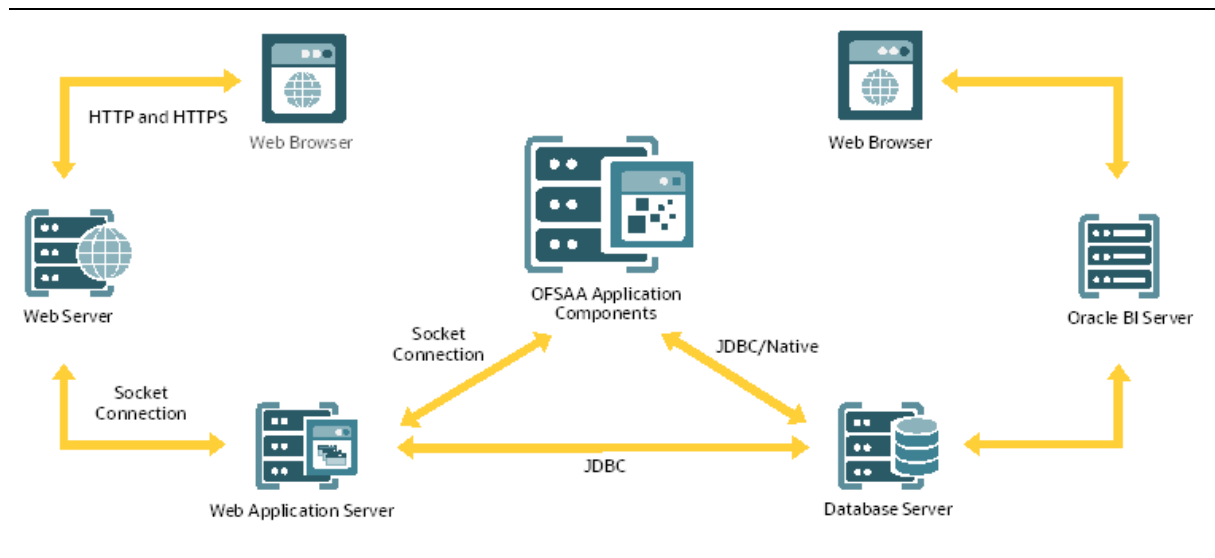 HTTP and HTTPS
Web Browser
Web Browser
OFSAA Application
Components
Web Server
Oracle BI Server
Socket
Connection
JDBC/Native
Socket
Connection
JDBC
Web Application Server
Database Server